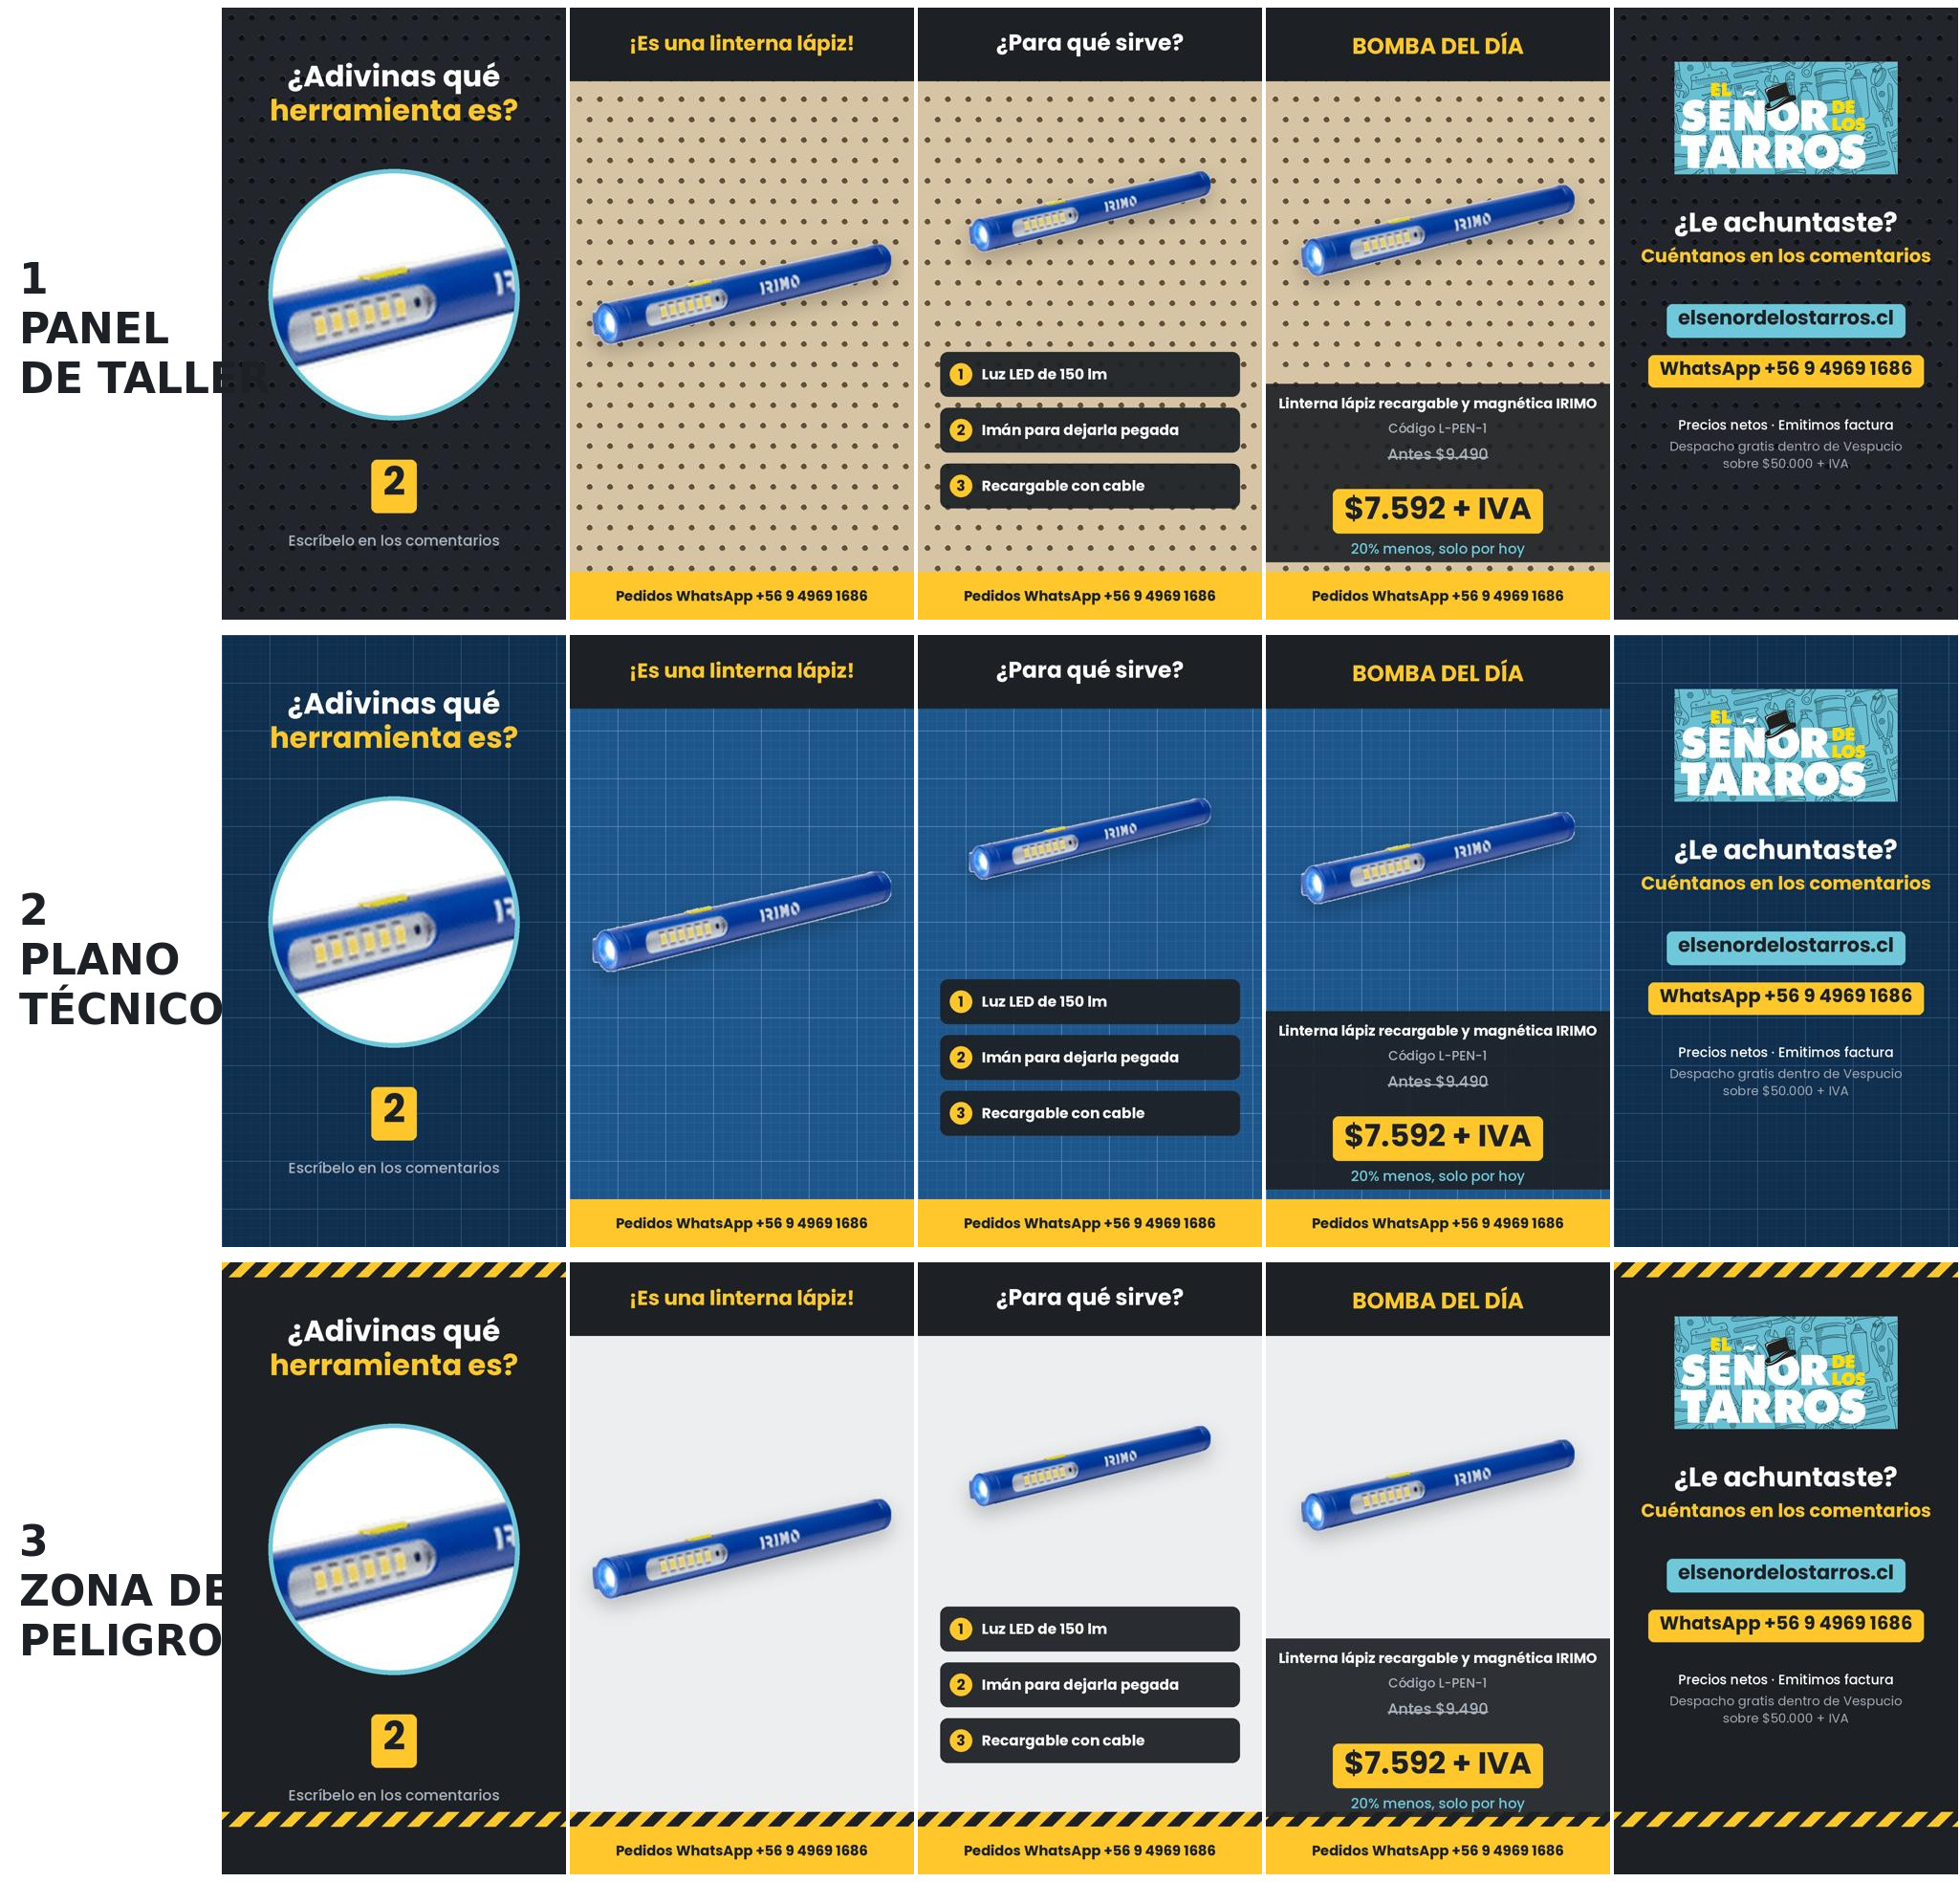 1
PANEL
DE TALLER
¿Adivinas qué
herramienta es?
2
Escríbelo en los comentarios
¡Es una linterna lápiz!
IRIMO
Pedidos WhatsApp +56 9 4969 1686
¿Para qué sirve?
IRIMO
1 Luz LED de 150 lm
2 Imán para dejarla pegada
3 Recargable con cable
Pedidos WhatsApp +56 9 4969 1686
BOMBA DEL DÍA
IRIMO
Linterna lápiz recargable y magnética IRIMO
Código L-PEN-1
Antes $9.490
$7.592 + IVA
20% menos, solo por hoy
Pedidos WhatsApp +56 9 4969 1686
EL
SEÑOR DE LOS
TARROS
¿Le achuntaste?
Cuéntanos en los comentarios
elsenordelostarros.cl
WhatsApp +56 9 4969 1686
Precios netos · Emitimos factura
Despacho gratis dentro de Vespucio
sobre $50.000 + IVA
2
PLANO
TÉCNICO
¿Adivinas qué
herramienta es?
2
Escríbelo en los comentarios
¡Es una linterna lápiz!
IRIMO
Pedidos WhatsApp +56 9 4969 1686
¿Para qué sirve?
IRIMO
1 Luz LED de 150 lm
2 Imán para dejarla pegada
3 Recargable con cable
Pedidos WhatsApp +56 9 4969 1686
BOMBA DEL DÍA
IRIMO
Linterna lápiz recargable y magnética IRIMO
Código L-PEN-1
Antes $9.490
$7.592 + IVA
20% menos, solo por hoy
Pedidos WhatsApp +56 9 4969 1686
EL
SEÑOR DE LOS
TARROS
¿Le achuntaste?
Cuéntanos en los comentarios
elsenordelostarros.cl
WhatsApp +56 9 4969 1686
Precios netos · Emitimos factura
Despacho gratis dentro de Vespucio
sobre $50.000 + IVA
3
ZONA DE
PELIGRO
¿Adivinas qué
herramienta es?
2
Escríbelo en los comentarios
¡Es una linterna lápiz!
IRIMO
Pedidos WhatsApp +56 9 4969 1686
¿Para qué sirve?
IRIMO
1 Luz LED de 150 lm
2 Imán para dejarla pegada
3 Recargable con cable
Pedidos WhatsApp +56 9 4969 1686
BOMBA DEL DÍA
IRIMO
Linterna lápiz recargable y magnética IRIMO
Código L-PEN-1
Antes $9.490
$7.592 + IVA
20% menos, solo por hoy
Pedidos WhatsApp +56 9 4969 1686
EL
SEÑOR DE LOS
TARROS
¿Le achuntaste?
Cuéntanos en los comentarios
elsenordelostarros.cl
WhatsApp +56 9 4969 1686
Precios netos · Emitimos factura
Despacho gratis dentro de Vespucio
sobre $50.000 + IVA